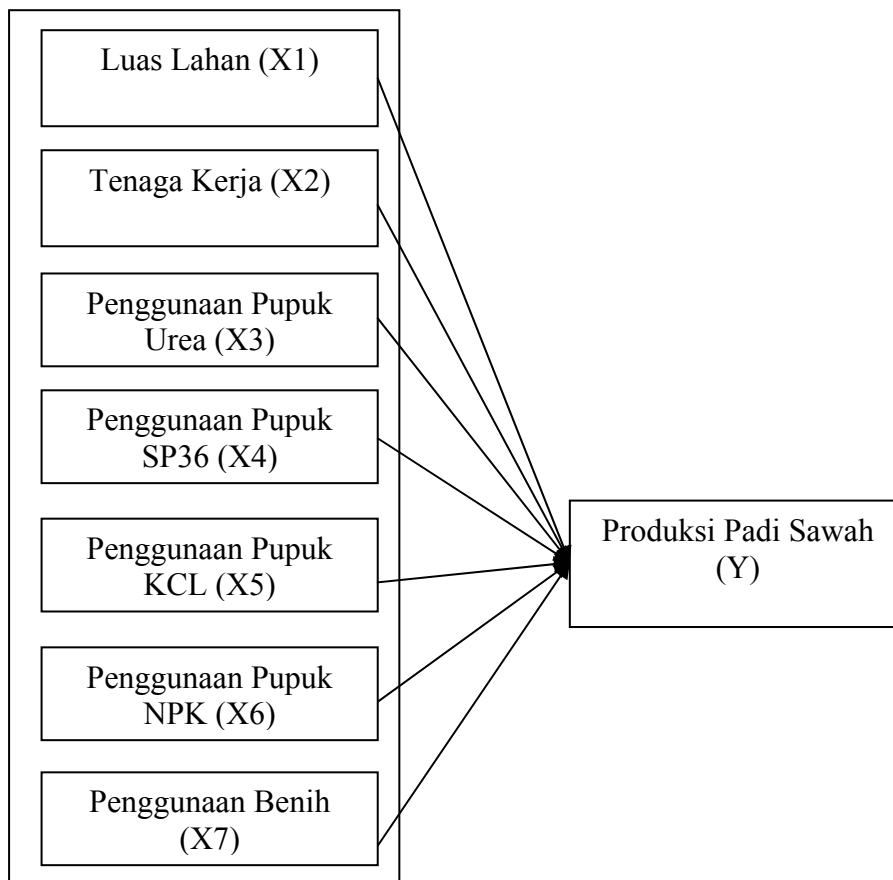 Luas Lahan (X1)
Tenaga Kerja (X2)
Penggunaan Pupuk
Urea (X3)
Penggunaan Pupuk
SP36 (X4)
Penggunaan Pupuk
KCL (X5)
Penggunaan Pupuk
NPK (X6)
Penggunaan Benih
(X7)
Produksi Padi Sawah
(Y)